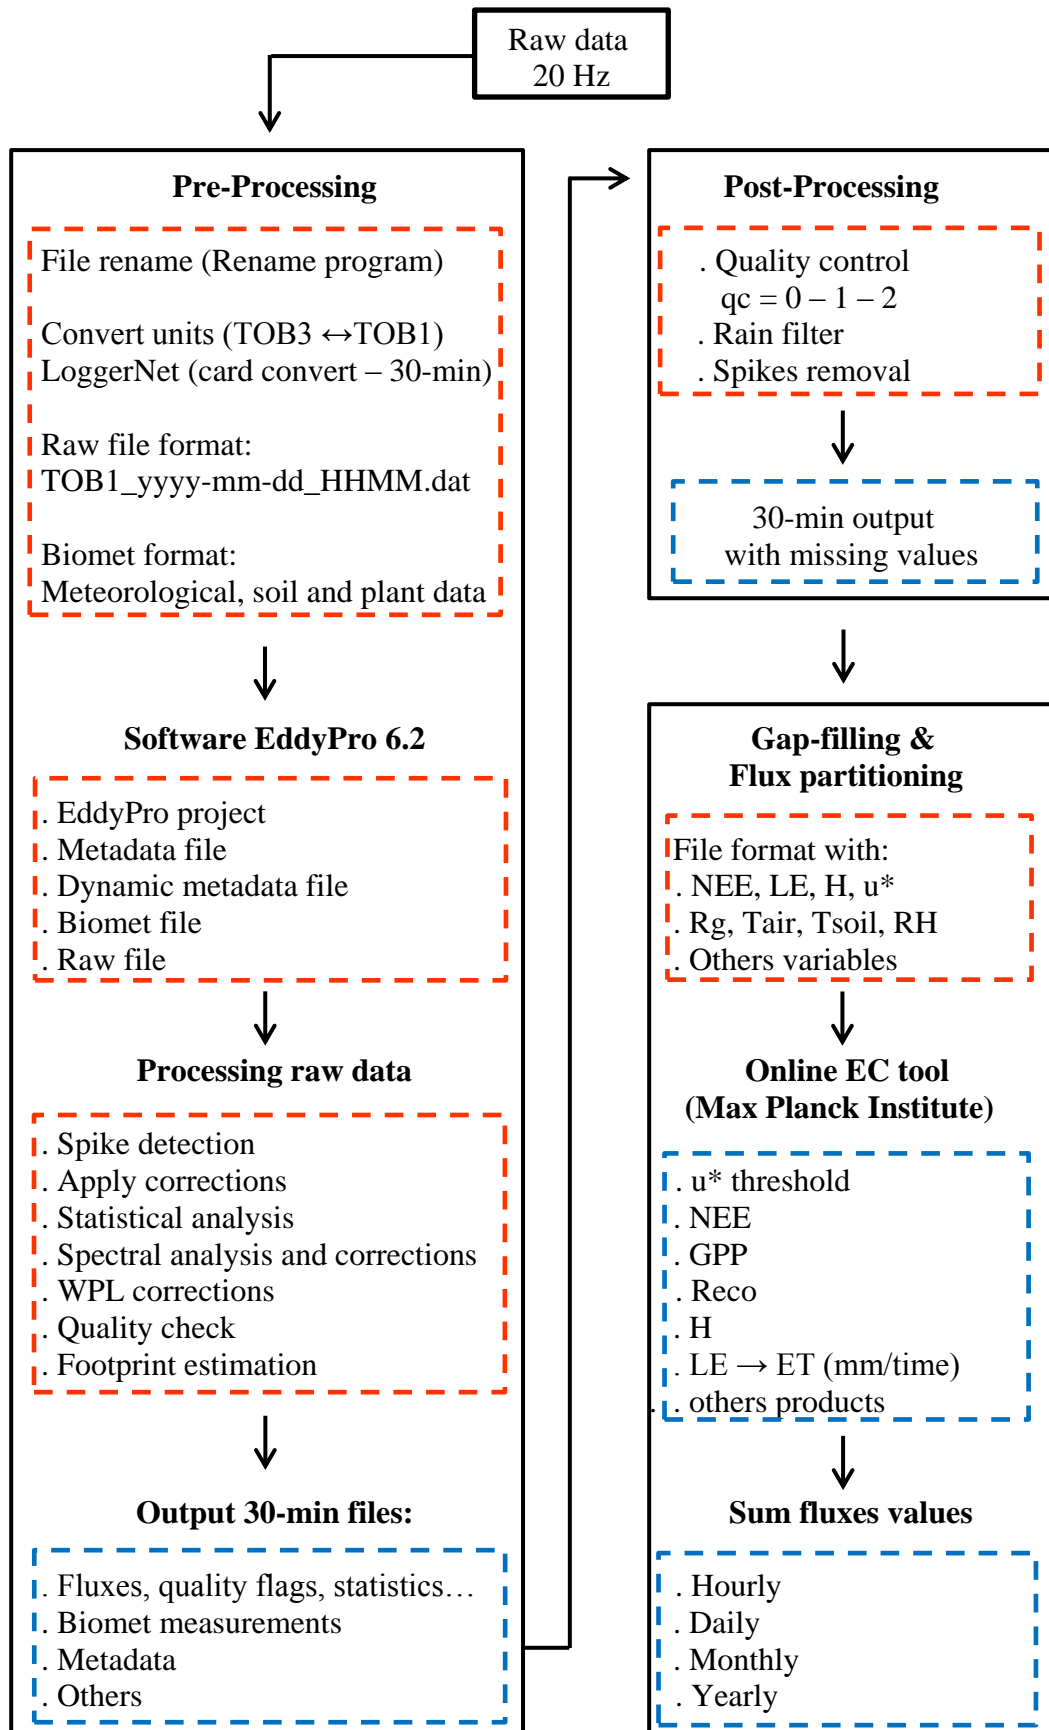 Raw data
20 Hz
Pre-Processing
File rename (Rename program)
Convert units (TOB3 ↔TOB1)
LoggerNet (card convert – 30-min)
Raw file format:
TOB1_yyyy-mm-dd_HHMM.dat
Biomet format:
Meteorological, soil and plant data
Software EddyPro 6.2
. EddyPro project
. Metadata file
. Dynamic metadata file
. Biomet file
. Raw file
Processing raw data
. Spike detection
. Apply corrections
. Statistical analysis
. Spectral analysis and corrections
. WPL corrections
. Quality check
. Footprint estimation
Output 30-min files:
. Fluxes, quality flags, statistics…
. Biomet measurements
. Metadata
. Others
Post-Processing
. Quality control
qc = 0 – 1 – 2
. Rain filter
. Spikes removal
30-min output
with missing values
Gap-filling &
Flux partitioning
File format with:
. NEE, LE, H, u*
. Rg, Tair, Tsoil, RH
. Others variables
Online EC tool
(Max Planck Institute)
. u* threshold
. NEE
. GPP
. Reco
. H
. LE → ET (mm/time)
. . others products
Sum fluxes values
. Hourly
. Daily
. Monthly
. Yearly